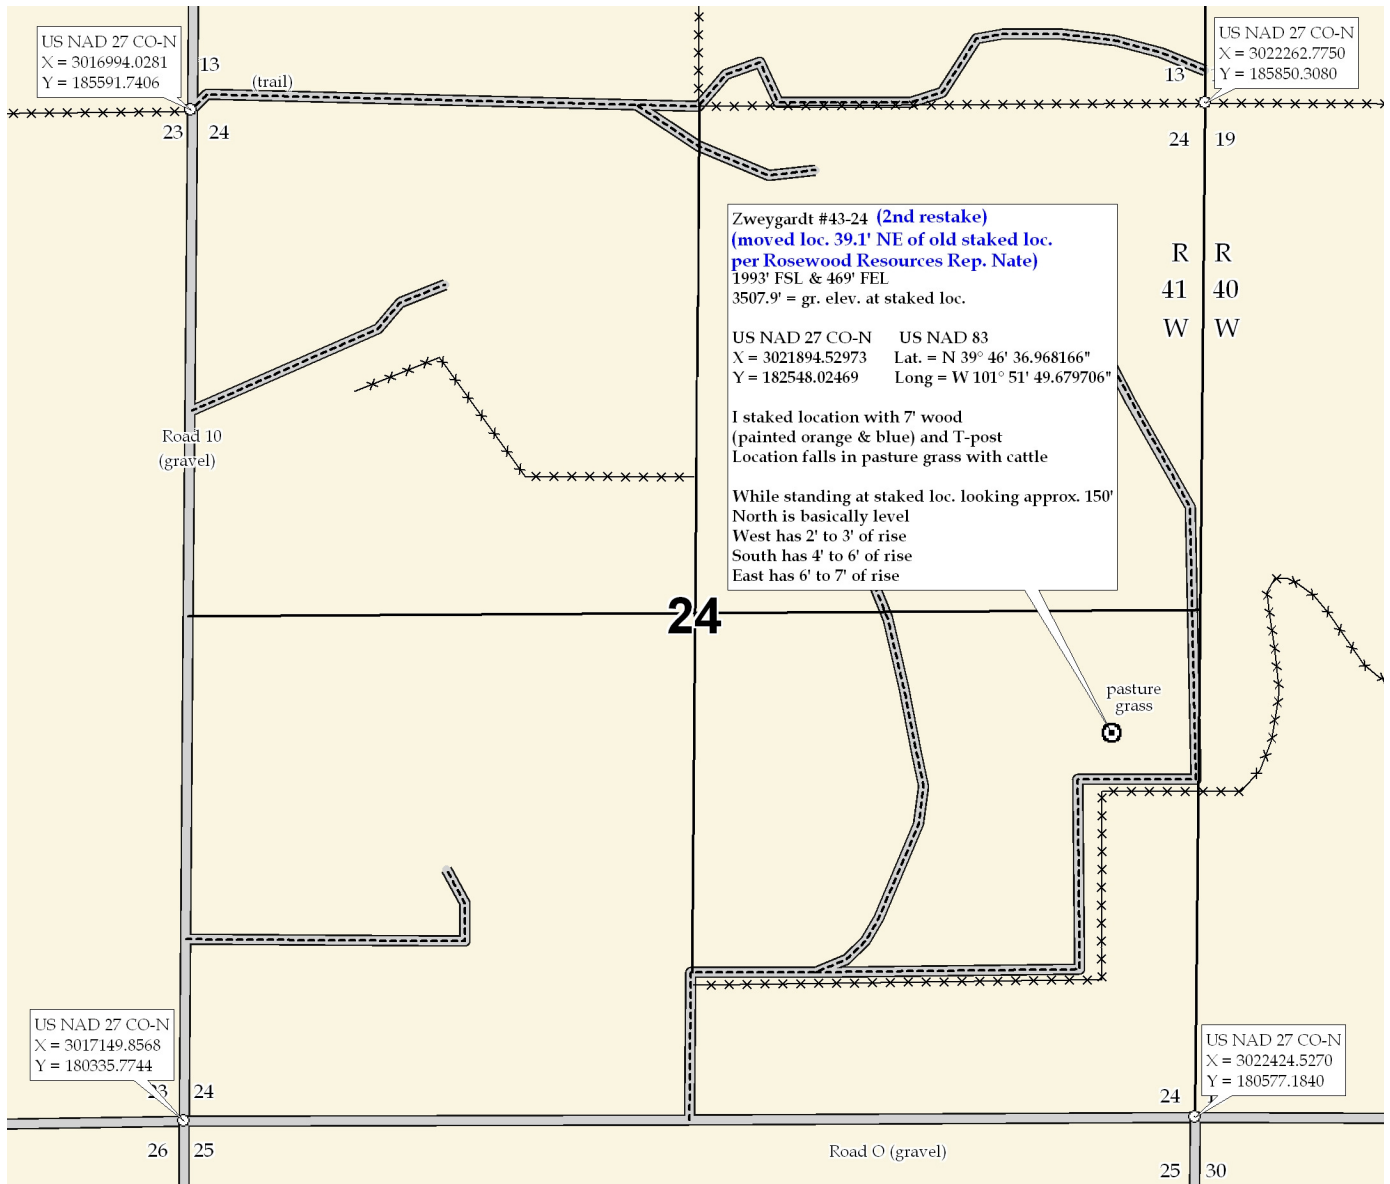 US NAD 27 CO-N
X = 3016994.0281
Y = 185591.7406
13
(trail)
23
24
US NAD 27 CO-N
X = 3022262.7750
Y = 185850.3080
13
24
19
Zweygardt #43-24 (2nd restake)
(moved loc. 39.1' NE of old staked loc.
per Rosewood Resources Rep. Nate)
1993' FSL & 469' FEL
3507.9' = gr. elev. at staked loc.
US NAD 27 CO-N US NAD 83
X = 3021894.52973 Lat. = N 39° 46' 36.968166"
Y = 182548.02469 Long = W 101° 51' 49.679706"
I staked location with 7' wood
(painted orange & blue) and T-post
Location falls in pasture grass with cattle
While standing at staked loc. looking approx. 150'
North is basically level
West has 2' to 3' of rise
South has 4' to 6' of rise
East has 6' to 7' of rise
R R
41 40
W W
Road 10
(gravel)
24
pasture
grass
US NAD 27 CO-N
X = 3017149.8568
Y = 180335.7744
23
24
26
25
US NAD 27 CO-N
X = 3022424.5270
Y = 180577.1840
24
Road O (gravel)
25
30